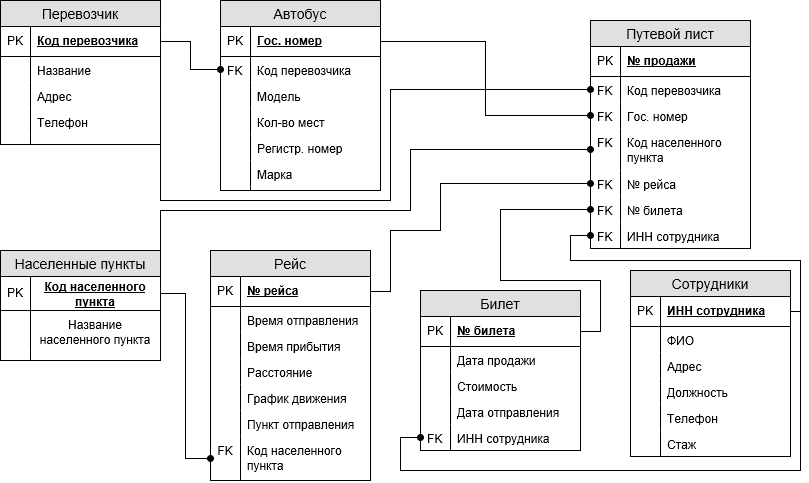 Перевозчик
PK Код перевозчика
Название
Адрес
Телефон
Автобус
PK Гос. номер
FK Код перевозчика
Модель
Кол-во мест
Регистр. номер
Марка
Путевой лист
PK № продажи
FK Код перевозчика
FK Гос. номер
FK Код населенного
пункта
FK № рейса
FK № билета
FK ИНН сотрудника
Населенные пункты
PK Код населенного
пункта
Название
населенного пункта
Рейс
PK № рейса
Время отправления
Время прибытия
Расстояние
График движения
Пункт отправления
FK Код населенного
пункта
Билет
PK № билета
Дата продажи
Стоимость
Дата отправления
FK ИНН сотрудника
Сотрудники
PK ИНН сотрудника
ФИО
Адрес
Должность
Телефон
Стаж